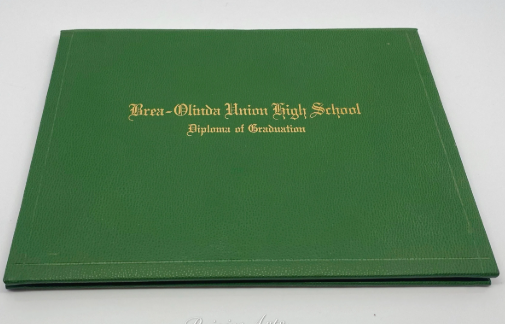 Brea-Olinda Union High School
Diploma of Graduation